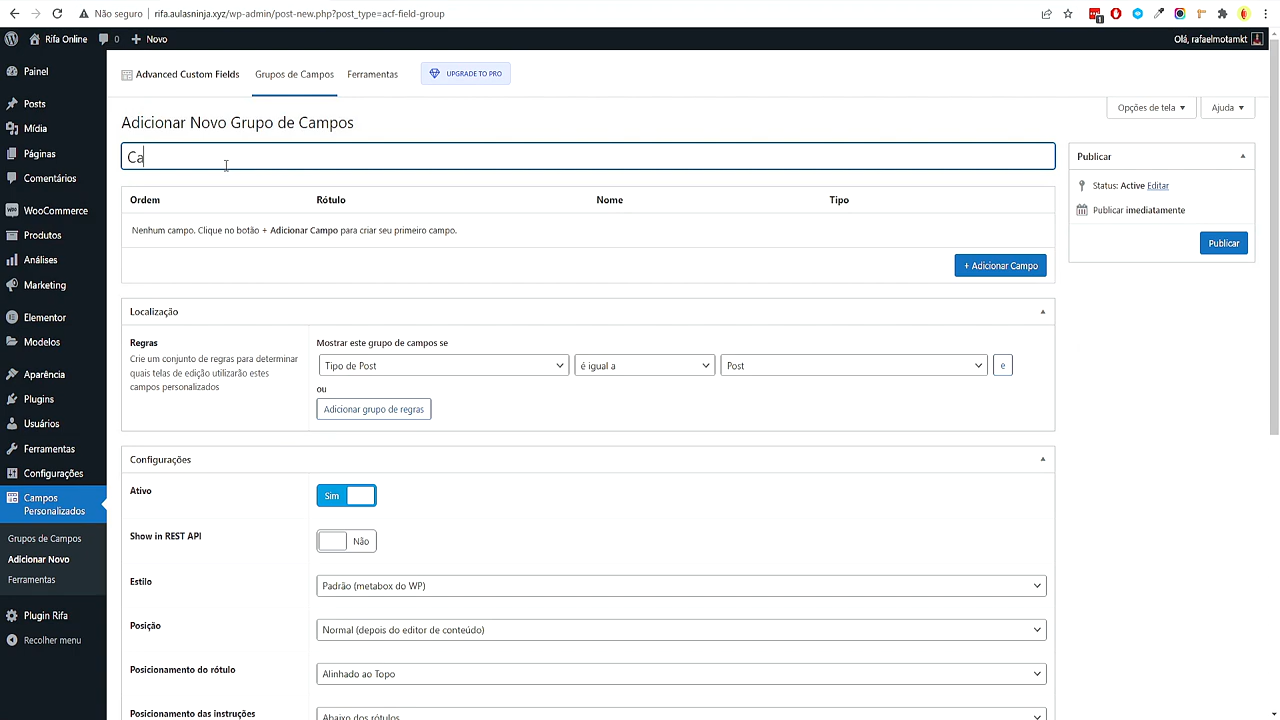 Não seguro
rifa.aulasninja.xyz/wp-admin/post-new.php?post_type=acf-field-group
1
Rifa Online
0
Novo
Olá, rafaelmotamkt
Painel
Posts
Mídia
Páginas
Comentários
WooCommerce
Produtos
Análises
Marketing
Elementor
Modelos
Aparência
Plugins
Usuários
Ferramentas
Configurações
Campos
Personalizados
Grupos de Campos
Adicionar Novo
Ferramentas
Plugin Rifa
Recolher menu
Advanced Custom Fields
Grupos de Campos
Ferramentas
UPGRADE TO PRO
Opções de tela
Ajuda
Adicionar Novo Grupo de Campos
Ca
Ordem Rótulo Nome Tipo
Nenhum campo. Clique no botão + Adicionar Campo para criar seu primeiro campo.
+ Adicionar Campo
Localização
Regras
Crie um conjunto de regras para determinar
quais telas de edição utilizarão estes
campos personalizados
Mostrar este grupo de campos se
Tipo de Post é igual a Post e
ou
Adicionar grupo de regras
Configurações
Ativo
Sim
Show in REST API
Não
Estilo
Padrão (metabox do WP)
Posição
Normal (depois do editor de conteúdo)
Posicionamento do rótulo
Alinhado ao Topo
Posicionamento das instruções
Abaixo dos rótulos
Publicar
Status: Active Editar
Publicar imediatamente
Publicar